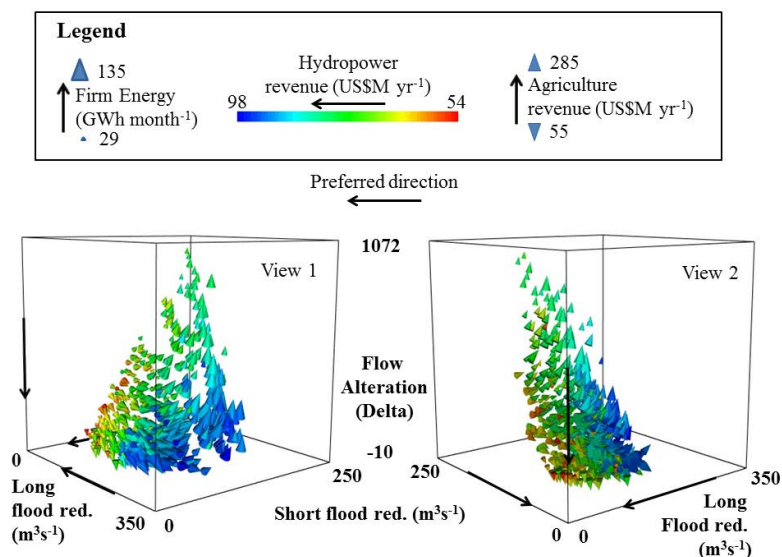 Legend
135
Firm Energy
(GWh month⁻¹)
29
Hydropower
revenue (US$M yr⁻¹)
98
54
285
Agriculture
revenue (US$M yr⁻¹)
55
Preferred direction
View 1
1072
View 2
Flow
Alteration
(Delta)
-10
0
250
250
350
Long
flood red.
(m³s⁻¹)
350
0
Short flood red. (m³s⁻¹)
0
0
Long
Flood red.
(m³s⁻¹)